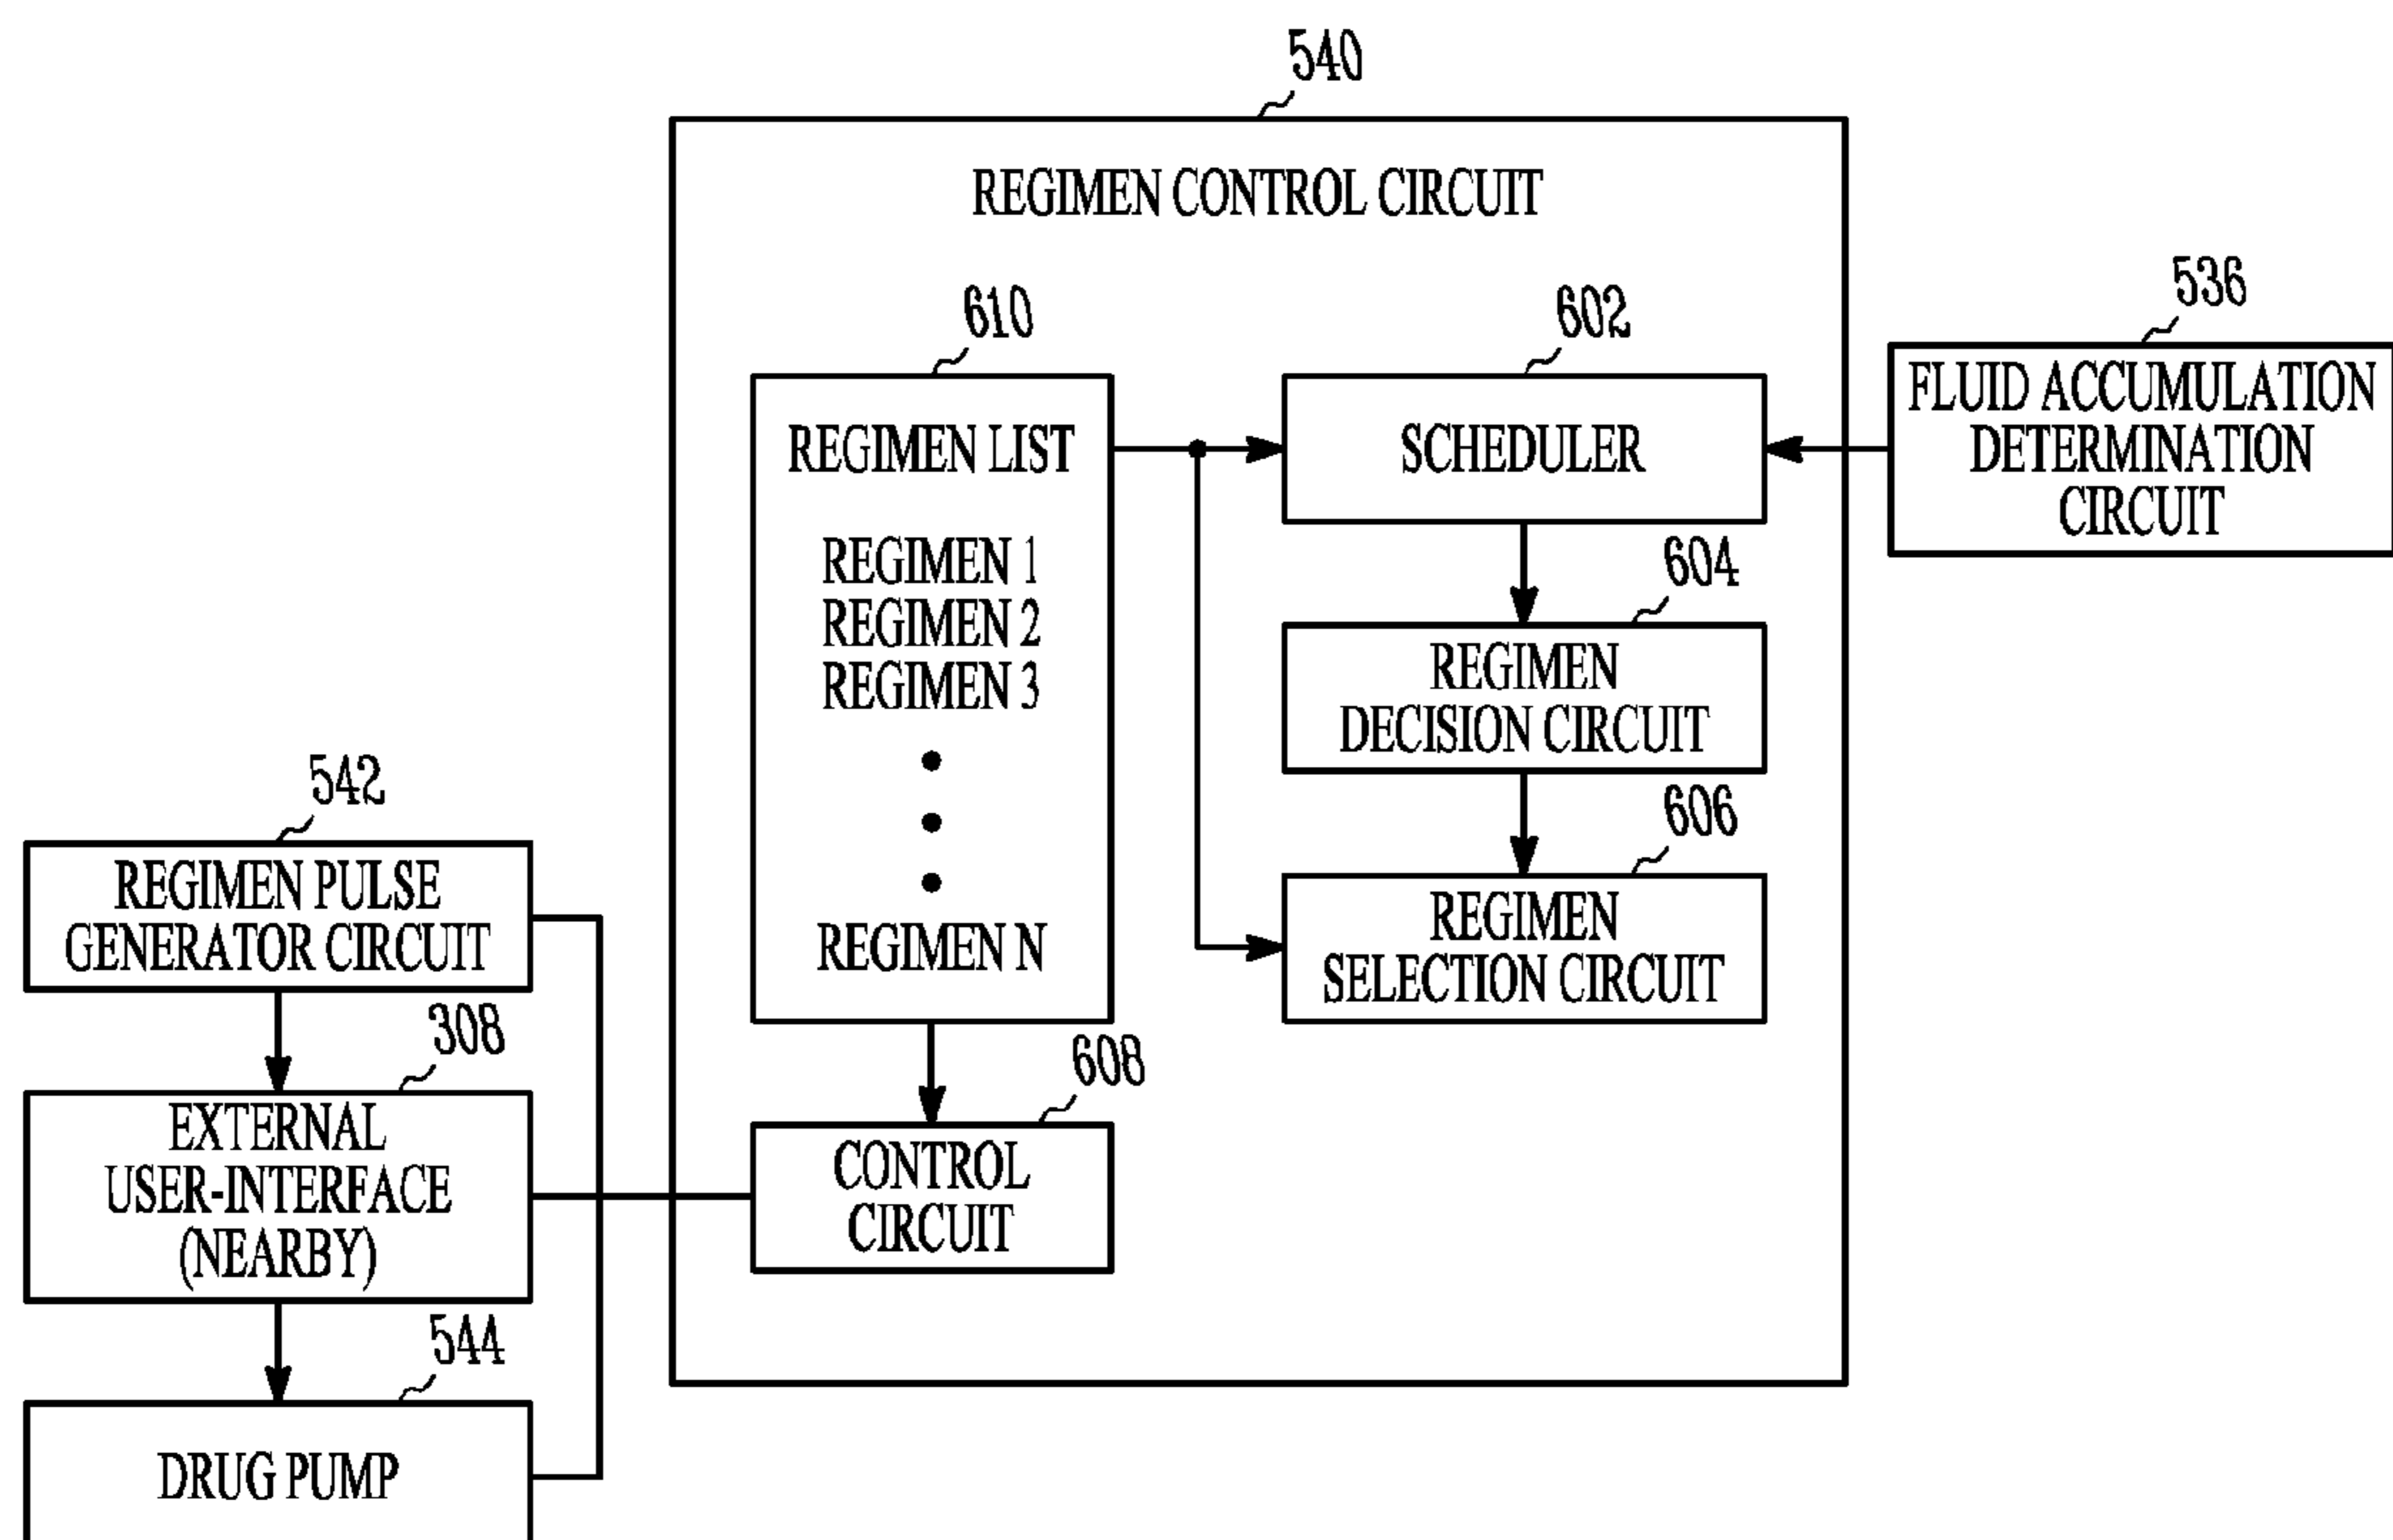 540
REGIMEN CONTROL CIRCUIT
610
602
536
REGIMEN LIST
REGIMEN 1
REGIMEN 2
REGIMEN 3
REGIMEN N
SCHEDULER
FLUID ACCUMULATION
DETERMINATION
CIRCUIT
604
REGIMEN
DECISION CIRCUIT
606
REGIMEN
SELECTION CIRCUIT
542
REGIMEN PULSE
GENERATOR CIRCUIT
308
EXTERNAL
USER-INTERFACE
(NEARBY)
608
CONTROL
CIRCUIT
544
DRUG PUMP